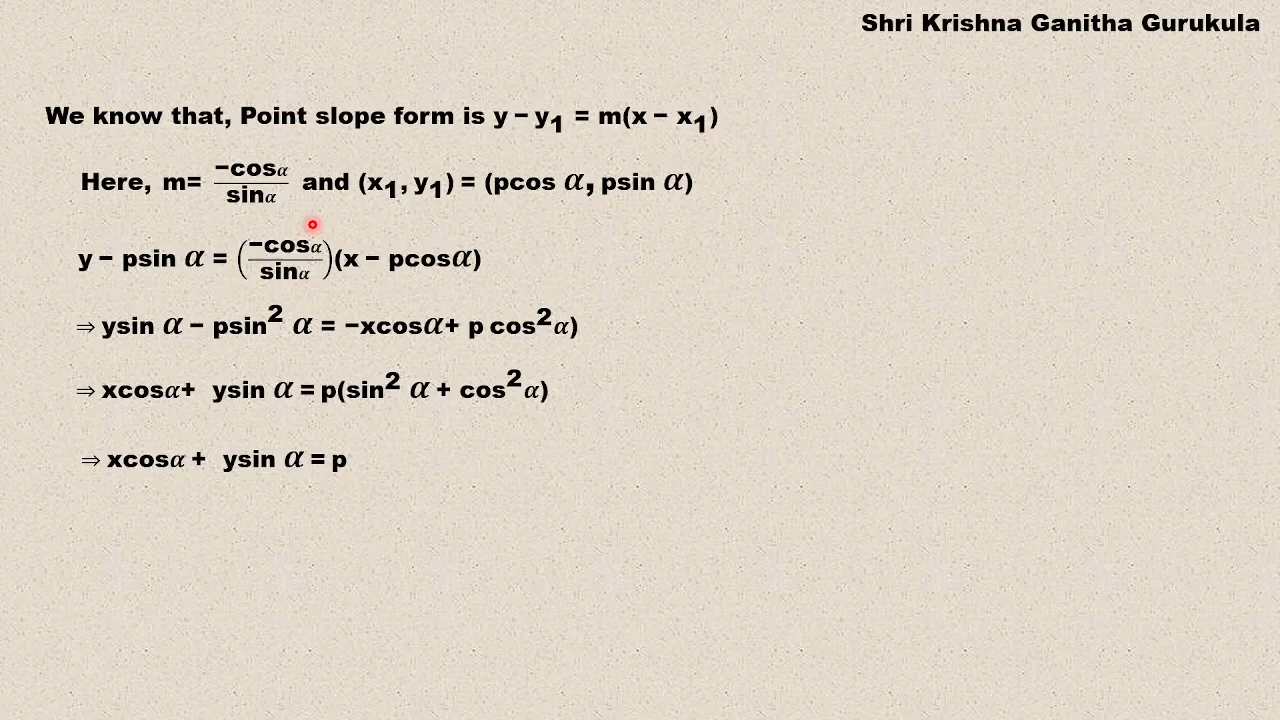 Shri Krishna Ganitha Gurukula
We know that, Point slope form is y − y₁ = m(x − x₁)
Here, m= −cosα/sinα and (x₁, y₁) = (pcos α, psin α)
y − psin α = (−cosα/sinα)(x − pcosα)
⇒ ysin α − psin² α = −xcosα+ p cos²α)
⇒ xcosα+ ysin α = p(sin² α + cos²α)
⇒ xcosα + ysin α = p